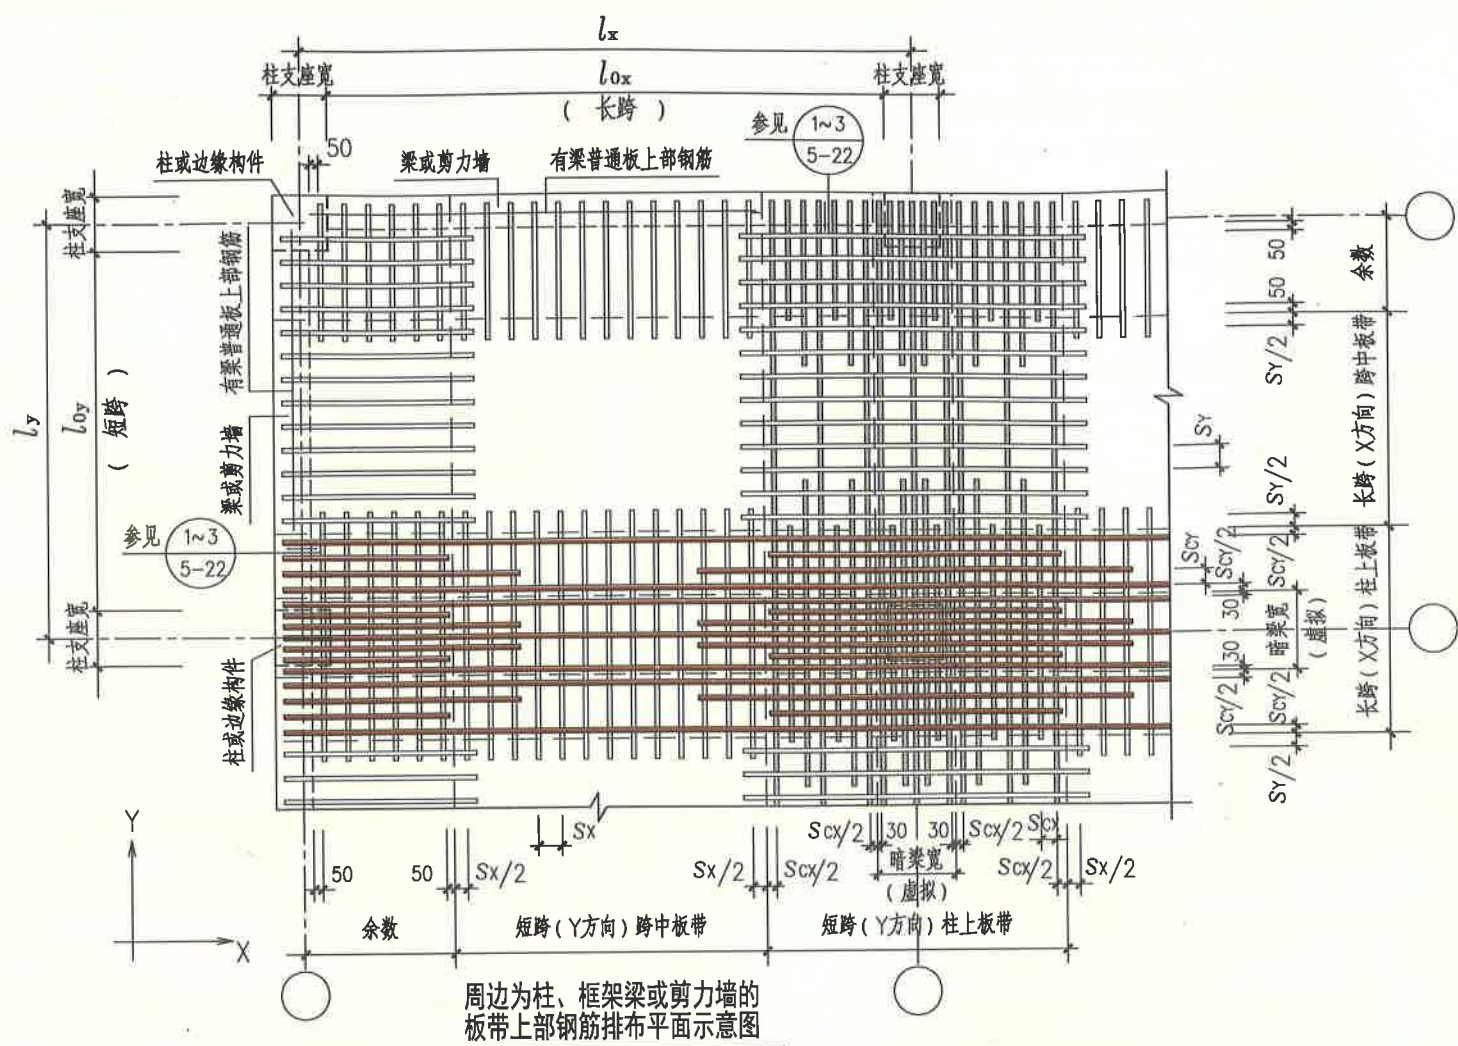 lx
柱支座宽
l0x
柱支座宽
( 长跨 )
参见
1~3
5-22
50
柱或边缘构件
梁或剪力墙
有梁普通板上部钢筋
柱支座宽
有梁普通板上部钢筋
50
50
余数
SY/2
长跨(X方向)跨中板带
ly
l0y
( 短跨 )
梁或剪力墙
SY
SY/2
参见
1~3
5-22
SCY
SCY/2
SCY/2
30
30
暗梁宽
(虚拟)
长跨(X方向)柱上板带
柱支座宽
柱或边缘构件
SCY/2
SCY/2
SY/2
Y
X
50
50
SX/2
SX
SX/2
SCX/2
SCX/2
30
30
SCX/2
SCX
SCX/2
SX/2
暗梁宽
(虚拟)
余数
短跨(Y方向)跨中板带
短跨(Y方向)柱上板带
周边为柱、框架梁或剪力墙的
板带上部钢筋排布平面示意图